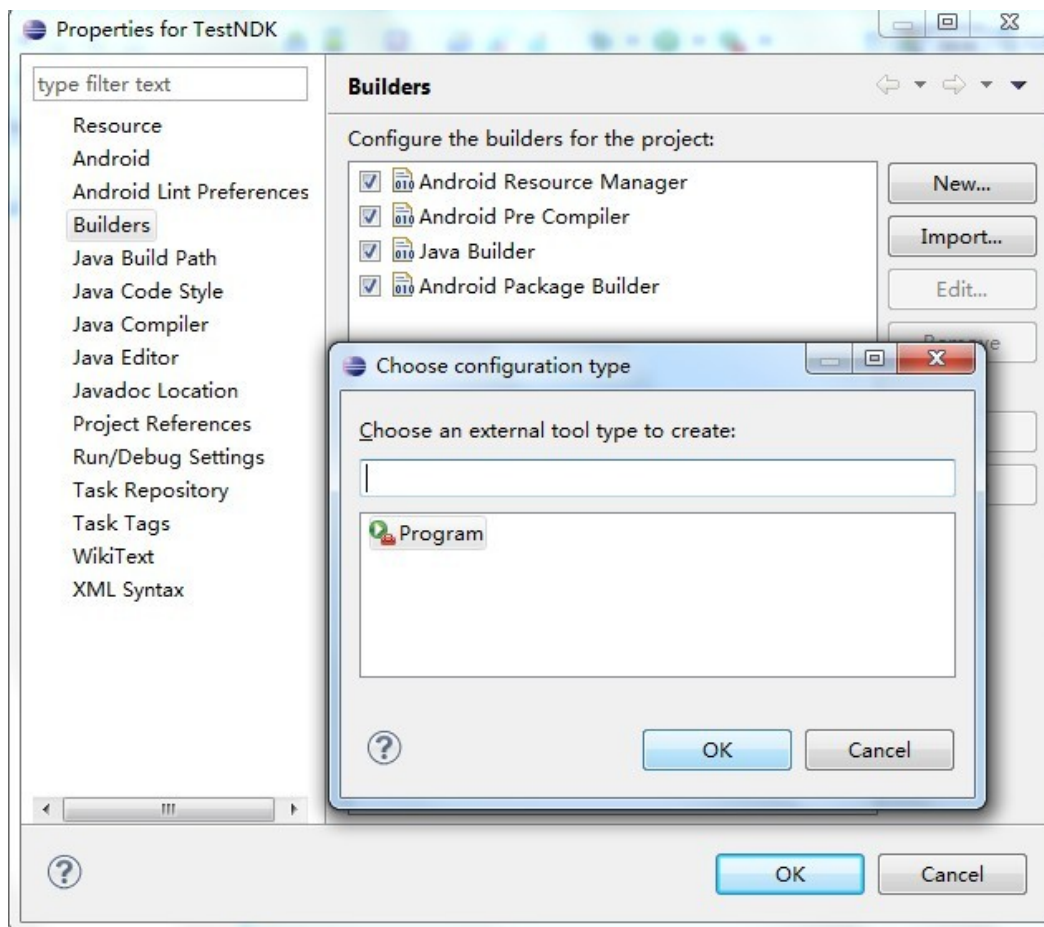 Properties for TestNDK
type filter text
Resource
Android
Android Lint Preferences
Builders
Java Build Path
Java Code Style
Java Compiler
Java Editor
Javadoc Location
Project References
Run/Debug Settings
Task Repository
Task Tags
WikiText
XML Syntax
Builders
Configure the builders for the project:
Android Resource Manager
Android Pre Compiler
Java Builder
Android Package Builder
New...
Import...
Edit...
Remove
Choose configuration type
Choose an external tool type to create:
Program
OK
Cancel
OK
Cancel